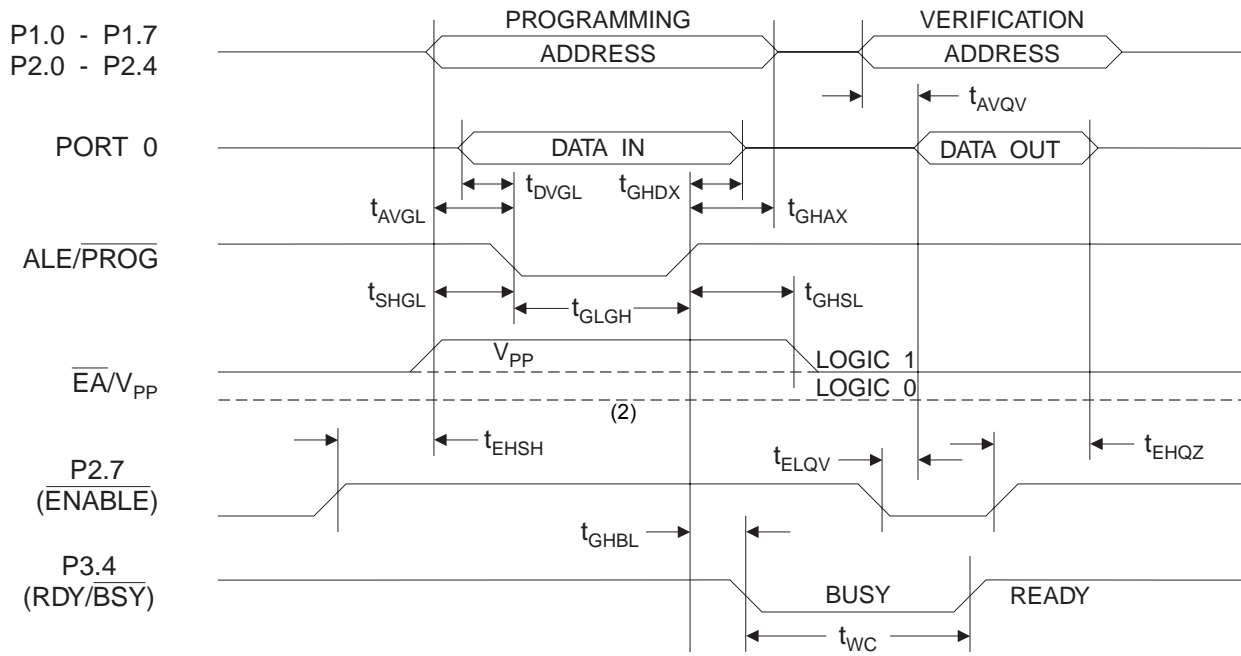 PROGRAMMING VERIFICATION
P1.0 - P1.7
P2.0 - P2.4
ADDRESS ADDRESS
tAVQV
PORT 0 DATA IN DATA OUT
tDVGL tGHDX
tAVGL tGHAX
ALE/PROG
tSHGL tGLGH tGHSL
VPP LOGIC 1
EA/VPP
LOGIC 0
(2)
tEHSH tELQV tEHQZ
P2.7
(ENABLE)
tGHBL
P3.4
(RDY/BSY)
BUSY READY
tWC